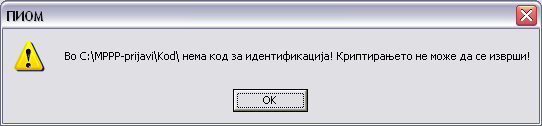 ПИОМ
Во C:\MPPP-prijavi\Kod\ нема код за идентификација! Криптирањето не може да се изврши!
OK